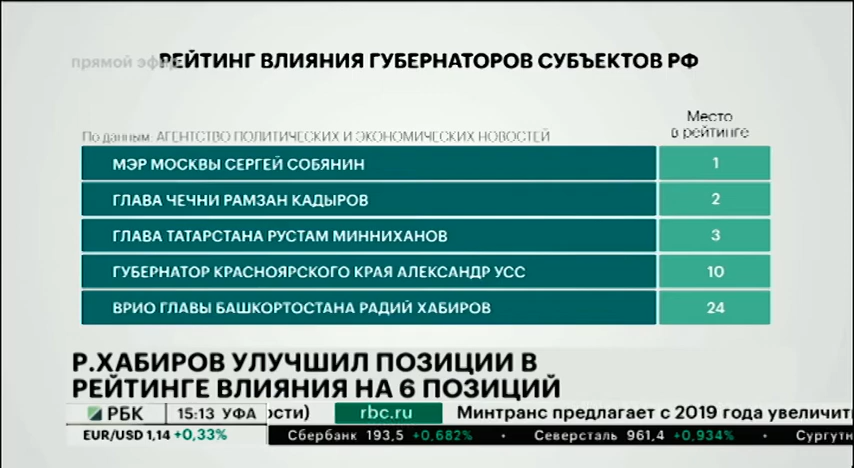 прямой эфир
РЕЙТИНГ ВЛИЯНИЯ ГУБЕРНАТОРОВ СУБЪЕКТОВ РФ
По данным: АГЕНТСТВО ПОЛИТИЧЕСКИХ И ЭКОНОМИЧЕСКИХ НОВОСТЕЙ
Место
в рейтинге
МЭР МОСКВЫ СЕРГЕЙ СОБЯНИН 1
ГЛАВА ЧЕЧНИ РАМЗАН КАДЫРОВ 2
ГЛАВА ТАТАРСТАНА РУСТАМ МИННИХАНОВ 3
ГУБЕРНАТОР КРАСНОЯРСКОГО КРАЯ АЛЕКСАНДР УСС 10
ВРИО ГЛАВЫ БАШКОРТОСТАНА РАДИЙ ХАБИРОВ 24
Р.ХАБИРОВ УЛУЧШИЛ ПОЗИЦИИ В
РЕЙТИНГЕ ВЛИЯНИЯ НА 6 ПОЗИЦИЙ
РБК 15:13 УФА ости) rbc.ru Минтранс предлагает с 2019 года увеличить
EUR/USD 1,14 +0,33% Сбербанк 193,5 +0,682% • Северсталь 961,4 +0,934% • Сургутн